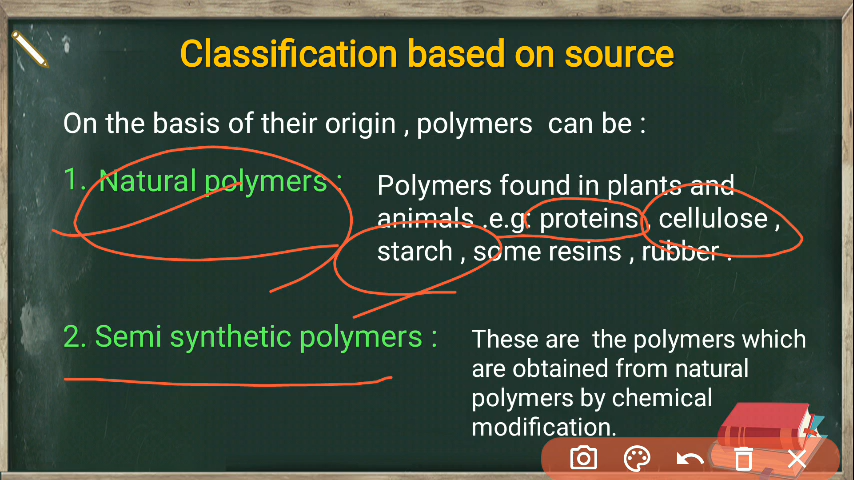 Classification based on source
On the basis of their origin , polymers can be :
1. Natural polymers :
Polymers found in plants and
animals .e.g: proteins , cellulose ,
starch , some resins , rubber .
2. Semi synthetic polymers :
These are the polymers which
are obtained from natural
polymers by chemical
modification.